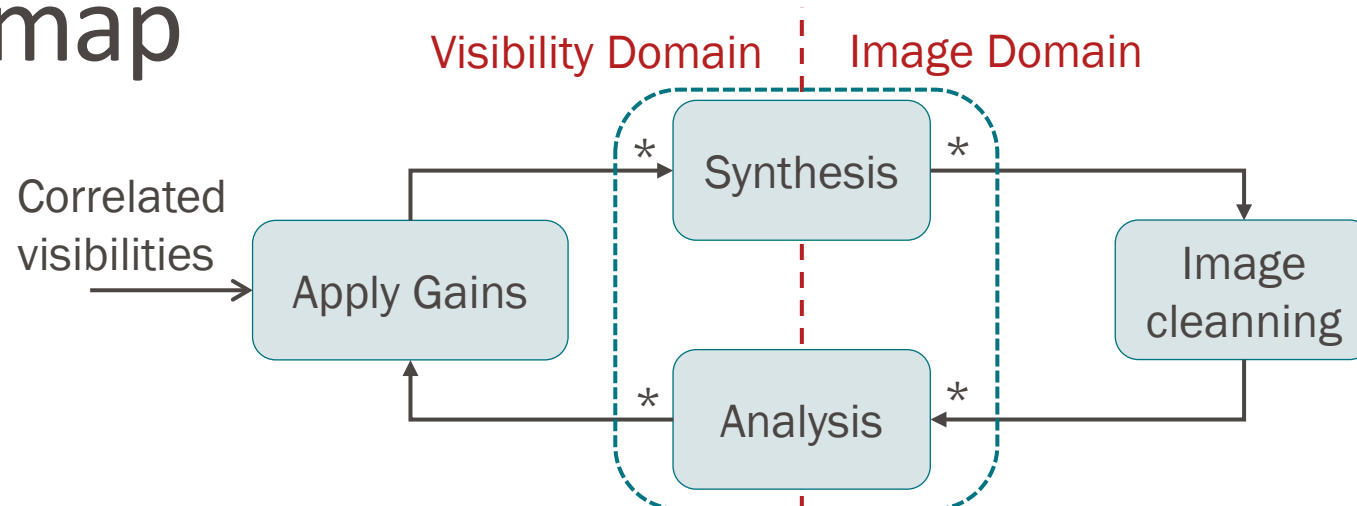 map
Visibility Domain
Image Domain
*
Synthesis
*
Correlated
visibilities
Apply Gains
Image
cleanning
*
Analysis
*